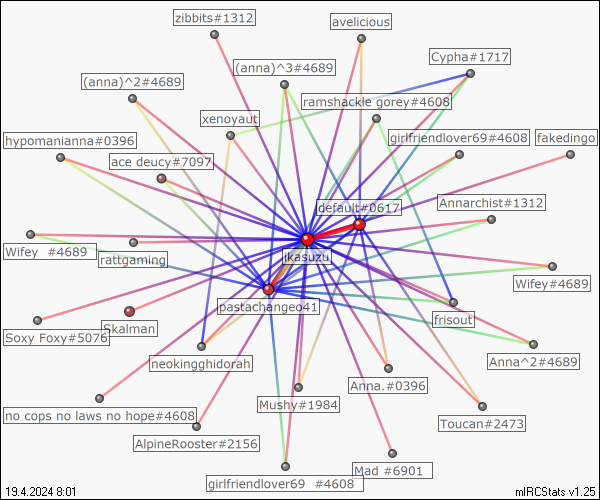 zibbits#1312
avelicious
Cypha#1717
(anna)^3#4689
(anna)^2#4689
ramshackle gorey#4608
xenoyaut
hypomanianna#0396
girlfriendlover69#4608
fakedingo
ace deucy#7097
default#0617
Annarchist#1312
Wifey  #4689
rattgaming
jkasuzu
Wifey#4689
pastachangeo41
Skalman
frisout
Soxy Foxy#5076
neokingghidorah
Anna^2#4689
Anna.#0396
no cops no laws no hope#4608
Mushy#1984
Toucan#2473
AlpineRooster#2156
Mad #6901
girlfriendlover69  #4608
19.4.2024 8:01
mIRCStats v1.25